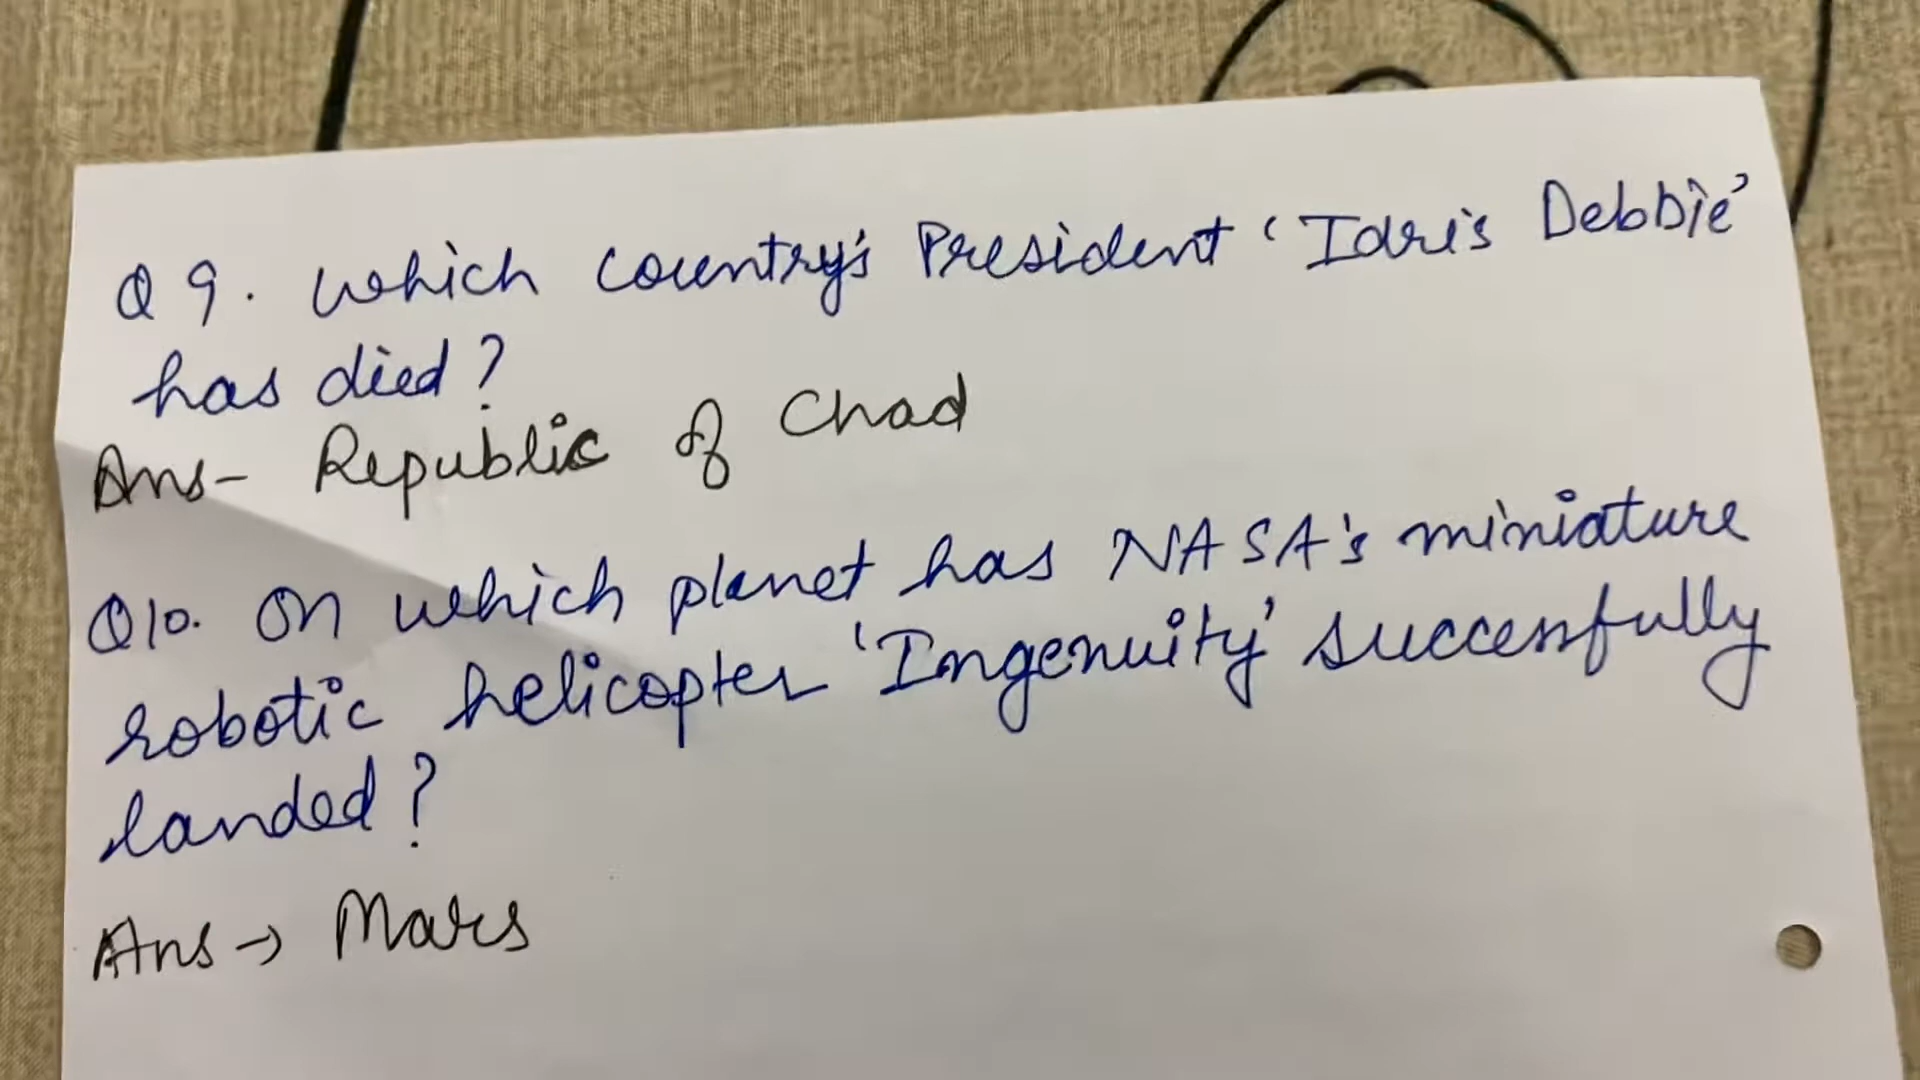 Q 9. which country's President ‘Idris Debbie’
has died?
Ans- Republic of Chad
Q10. On which planet has NASA's miniature
robotic helicopter ‘Ingenuity’ successfully
landed?
Ans → Mars